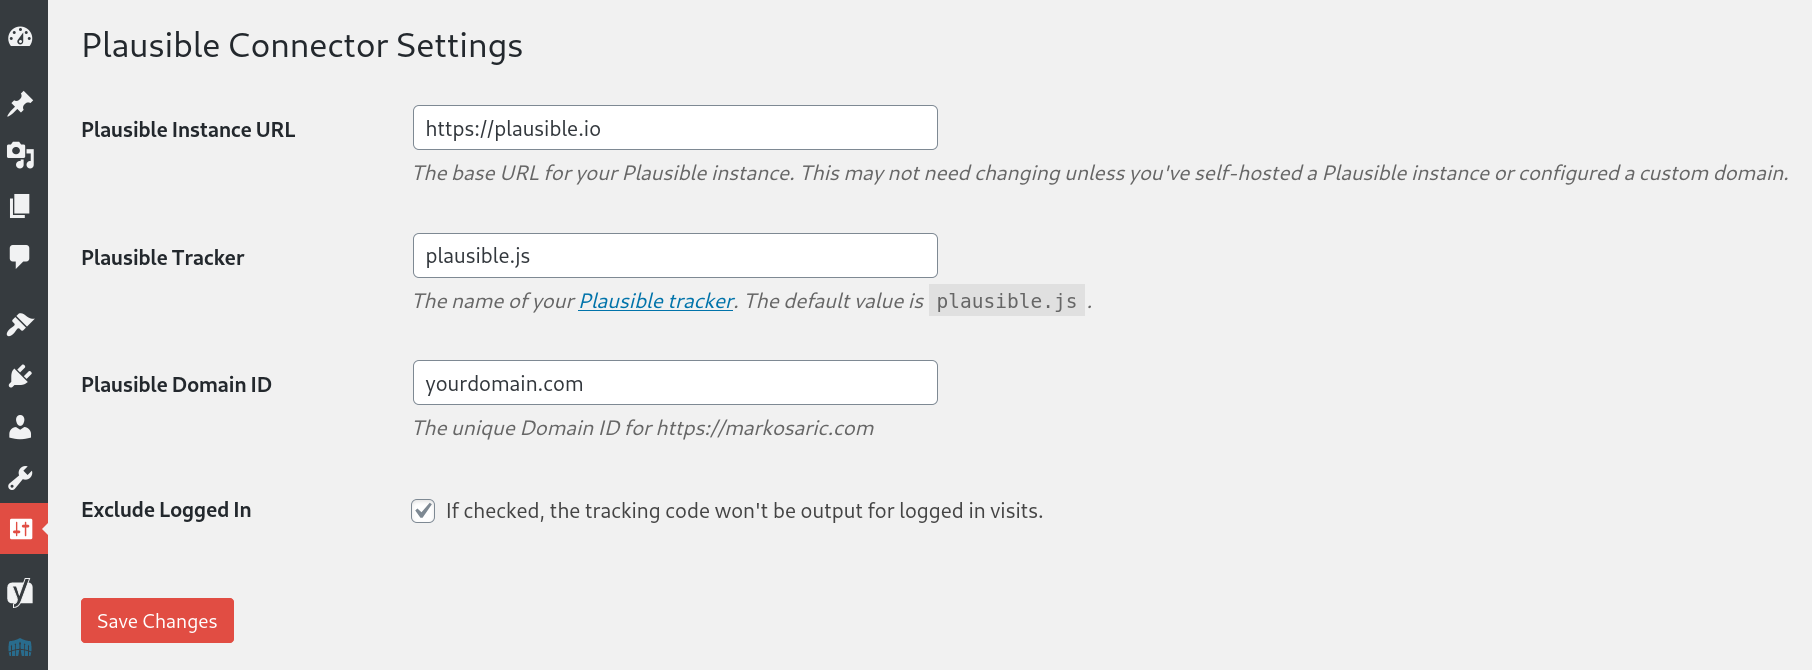 Plausible Connector Settings
Plausible Instance URL
https://plausible.io
The base URL for your Plausible instance. This may not need changing unless you've self-hosted a Plausible instance or configured a custom domain.
Plausible Tracker
plausible.js
The name of your Plausible tracker. The default value is plausible.js .
Plausible Domain ID
yourdomain.com
The unique Domain ID for https://markosaric.com
Exclude Logged In
If checked, the tracking code won't be output for logged in visits.
Save Changes